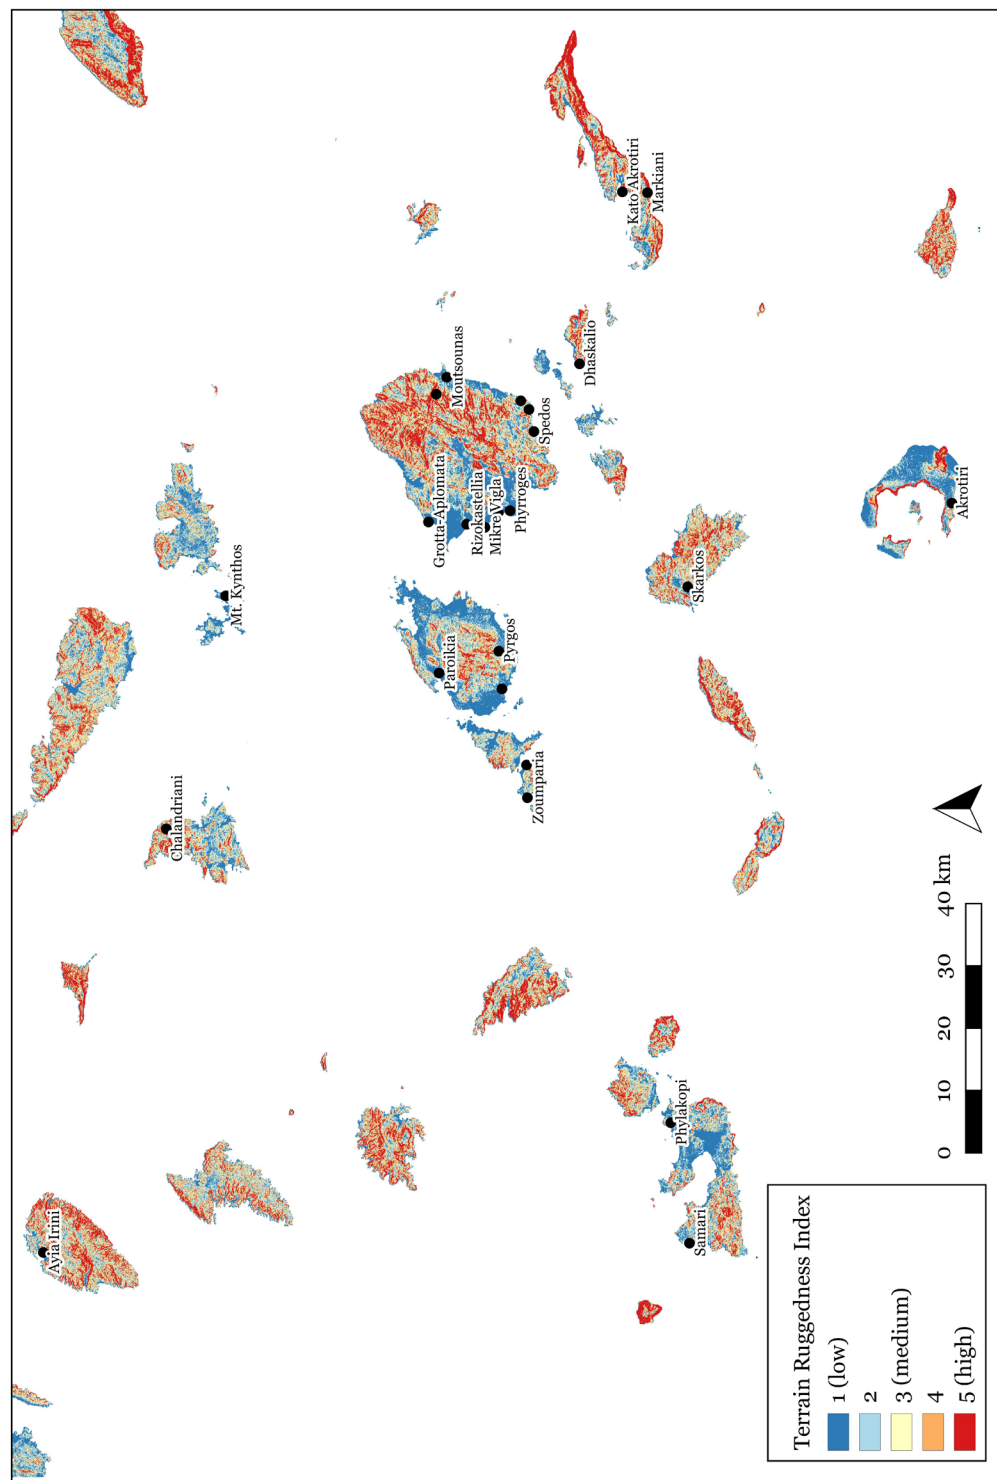 Ayia Irini
Chalandriani
Mt. Kynthos
Paroikia
Pyrgos
Zoumparia
Grotta-Aplomata
Moutsounas
Rizokastellia
Mikre Vigla
Phyrroges
Spedos
Dhaskalio
Kato Akrotiri
Markiani
Skarkos
Phylakopi
Samari
Akrotiri
Terrain Ruggedness Index
1 (low)
2
3 (medium)
4
5 (high)
0 10 20 30 40 km